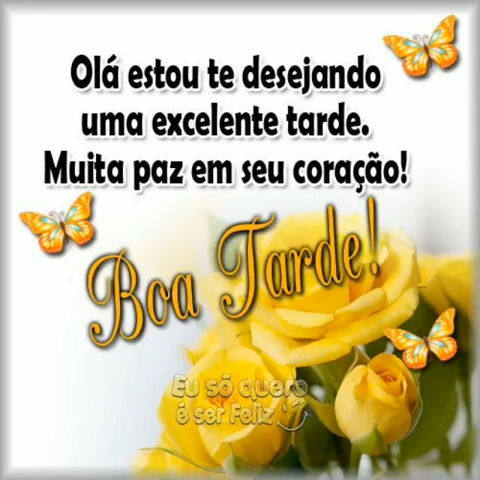 Olá estou te desejando
uma excelente tarde.
Muita paz em seu coração!
Boa Tarde!
Eu só quero
é ser Feliz